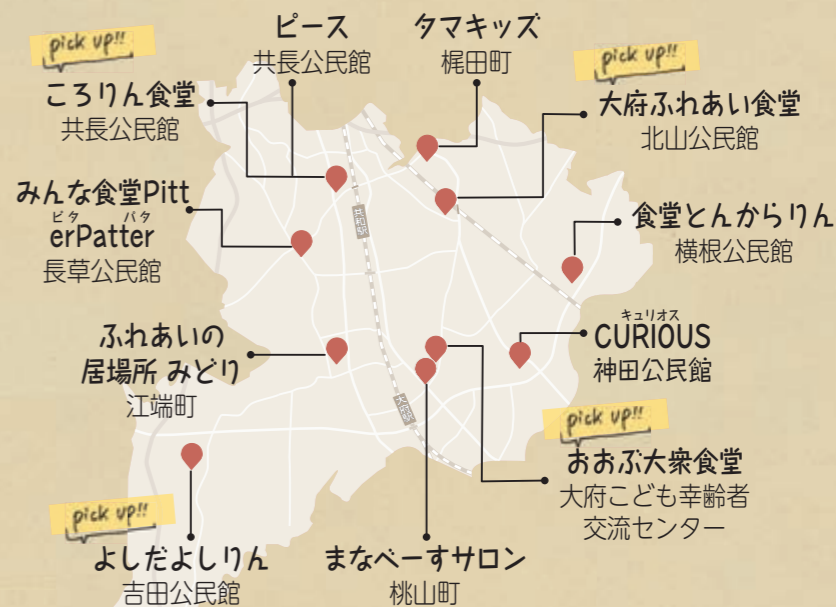 ピース
共長公民館
タマキッズ
梶田町
pick up!!
ころりん食堂
共長公民館
pick up!!
大府ふれあい食堂
北山公民館
みんな食堂Pitt
ピタ パタ
erPatter
長草公民館
食堂とんからりん
横根公民館
共和駅
ふれあいの
居場所 みどり
江端町
キュリオス
CURIOUS
神田公民館
大府駅
pick up!!
おおぶ大衆食堂
大府こども幸齢者
交流センター
pick up!!
よしだよしりん
吉田公民館
まなべーすサロン
桃山町